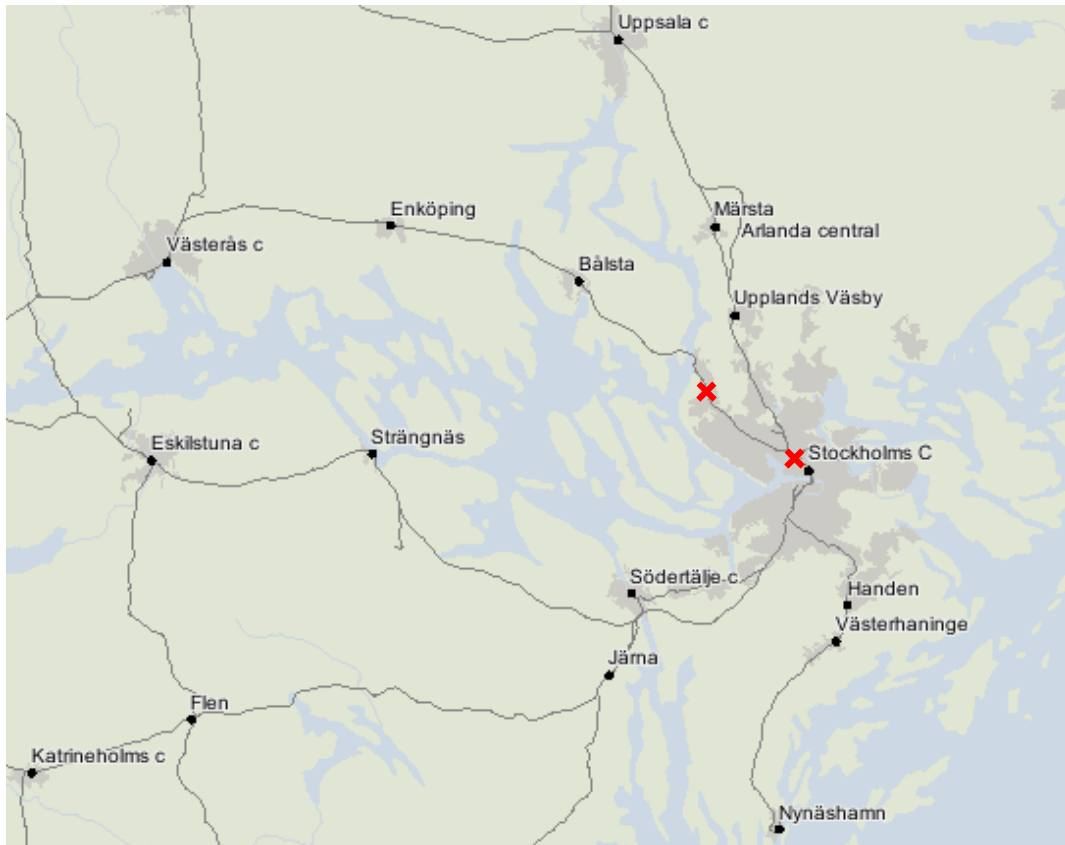 Uppsala c
Enköping
Märsta
Arlanda central
Västerås c
Bålsta
Upplands Väsby
Eskilstuna c
Strängnäs
Stockholms C
Södertälje c
Handen
Västerhaninge
Järna
Flen
Katrineholms c
Nynäshamn